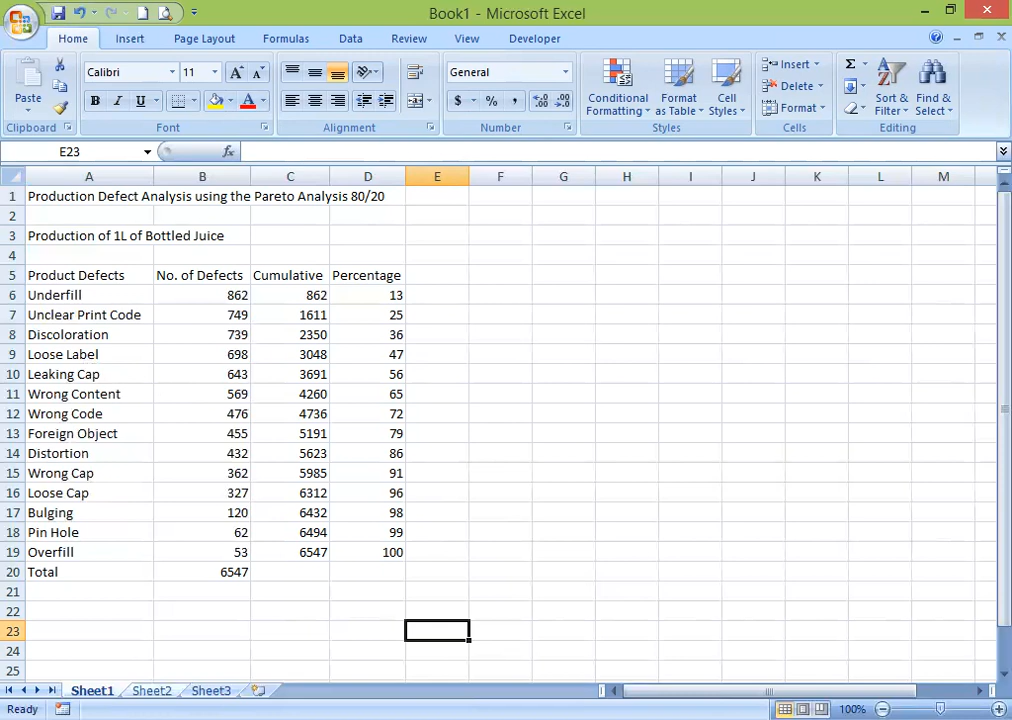 Book1 - Microsoft Excel
Home Insert Page Layout Formulas Data Review View Developer
Calibri 11 General Insert Σ
Paste B I U A $ % , Conditional Formatting Format as Table Cell Styles Delete Format Sort & Filter Find & Select
Clipboard Font Alignment Number Styles Cells Editing
E23 fx
A B C D E F G H I J K L M
1 Production Defect Analysis using the Pareto Analysis 80/20
2
3 Production of 1L of Bottled Juice
4
5 Product Defects No. of Defects Cumulative Percentage
6 Underfill 862 862 13
7 Unclear Print Code 749 1611 25
8 Discoloration 739 2350 36
9 Loose Label 698 3048 47
10 Leaking Cap 643 3691 56
11 Wrong Content 569 4260 65
12 Wrong Code 476 4736 72
13 Foreign Object 455 5191 79
14 Distortion 432 5623 86
15 Wrong Cap 362 5985 91
16 Loose Cap 327 6312 96
17 Bulging 120 6432 98
18 Pin Hole 62 6494 99
19 Overfill 53 6547 100
20 Total 6547
21
22
23
24
25
Sheet1 Sheet2 Sheet3
Ready 100%